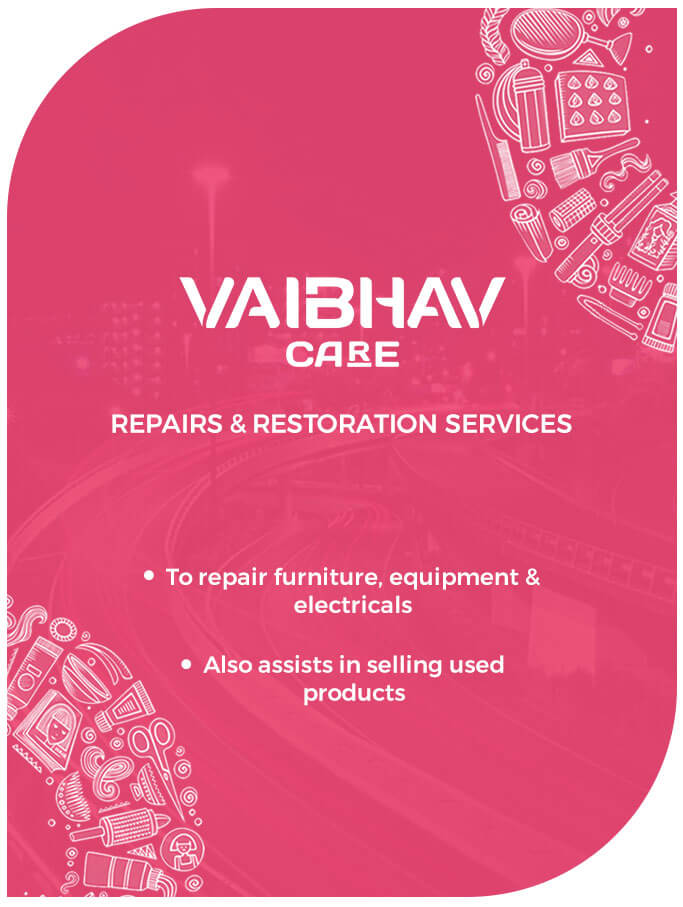 VAIBHAV
CARE
REPAIRS & RESTORATION SERVICES
• To repair furniture, equipment &
electricals
• Also assists in selling used
products